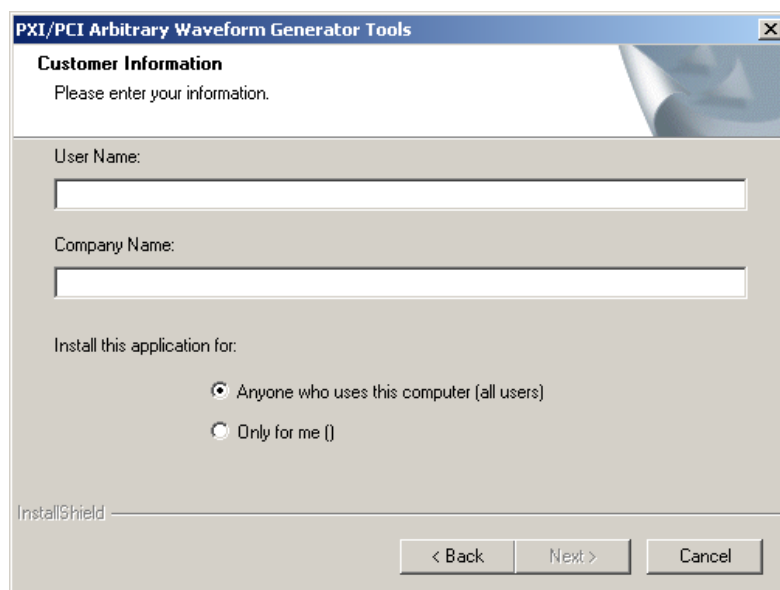 PXI/PCI Arbitrary Waveform Generator Tools
Customer Information
Please enter your information.
User Name:
Company Name:
Install this application for:
Anyone who uses this computer (all users)
Only for me ()
InstallShield
< Back Next > Cancel